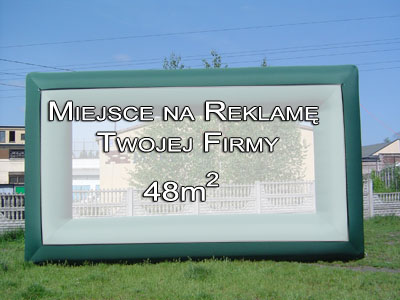 Miejsce na Reklamę
Twojej Firmy
48m²